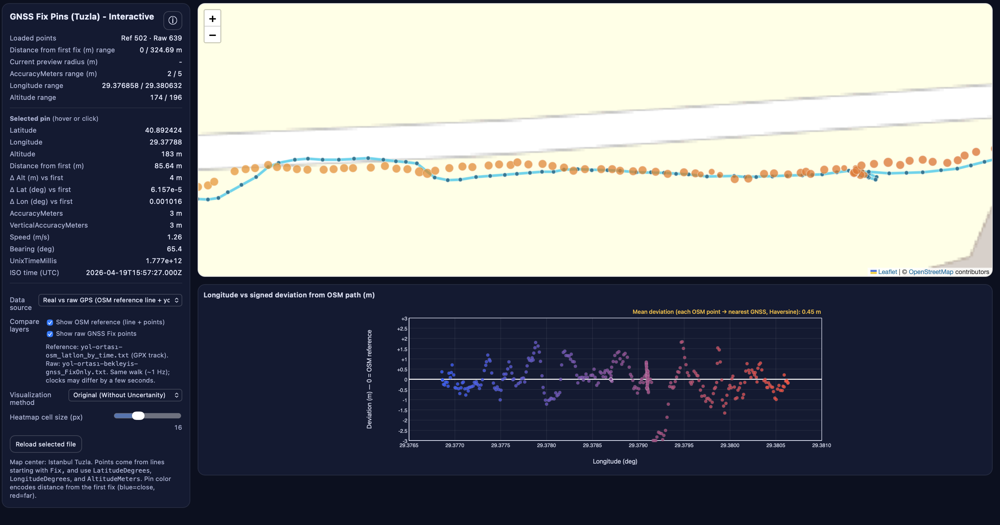 GNSS Fix Pins (Tuzla) - Interactive
Loaded points Ref 502 · Raw 639
Distance from first fix (m) range 0 / 324.69 m
Current preview radius (m) -
AccuracyMeters range (m) 2 / 5
Longitude range 29.376858 / 29.380632
Altitude range 174 / 196
Selected pin (hover or click)
Latitude 40.892424
Longitude 29.37788
Altitude 183 m
Distance from first (m) 85.64 m
Δ Alt (m) vs first 4 m
Δ Lat (deg) vs first 6.157e-5
Δ Lon (deg) vs first 0.001016
AccuracyMeters 3 m
VerticalAccuracyMeters 3 m
Speed (m/s) 1.26
Bearing (deg) 65.4
UnixTimeMillis 1.777e+12
ISO time (UTC) 2026-04-19T15:57:27.000Z
Data source Real vs raw GPS (OSM reference line + yo
Compare layers
Show OSM reference (line + points)
Show raw GNSS Fix points
Reference: yol-ortası-
osm_latlon_by_time.txt (GPX track).
Raw: yol-ortası-bekleyis-
gnss_FixOnly.txt. Same walk (~1 Hz);
clocks may differ by a few seconds.
Visualization method Original (Without Uncertanity)
Heatmap cell size (px)
16
Reload selected file
Map center: Istanbul Tuzla. Points come from lines
starting with Fix, and use LatitudeDegrees,
LongitudeDegrees, and AltitudeMeters. Pin color
encodes distance from the first fix (blue=close,
red=far).
+
−
Leaflet | © OpenStreetMap contributors
Longitude vs signed deviation from OSM path (m)
Mean deviation (each OSM point → nearest GNSS, Haversine): 0.45 m
Deviation (m) — 0 = OSM reference
+3
+2.5
+2
+1.5
+1
+0.5
0
-0.5
-1
-1.5
-2
-2.5
-3
29.3765 29.3770 29.3775 29.3780 29.3785 29.3790 29.3795 29.3800 29.3805 29.3810
Longitude (deg)